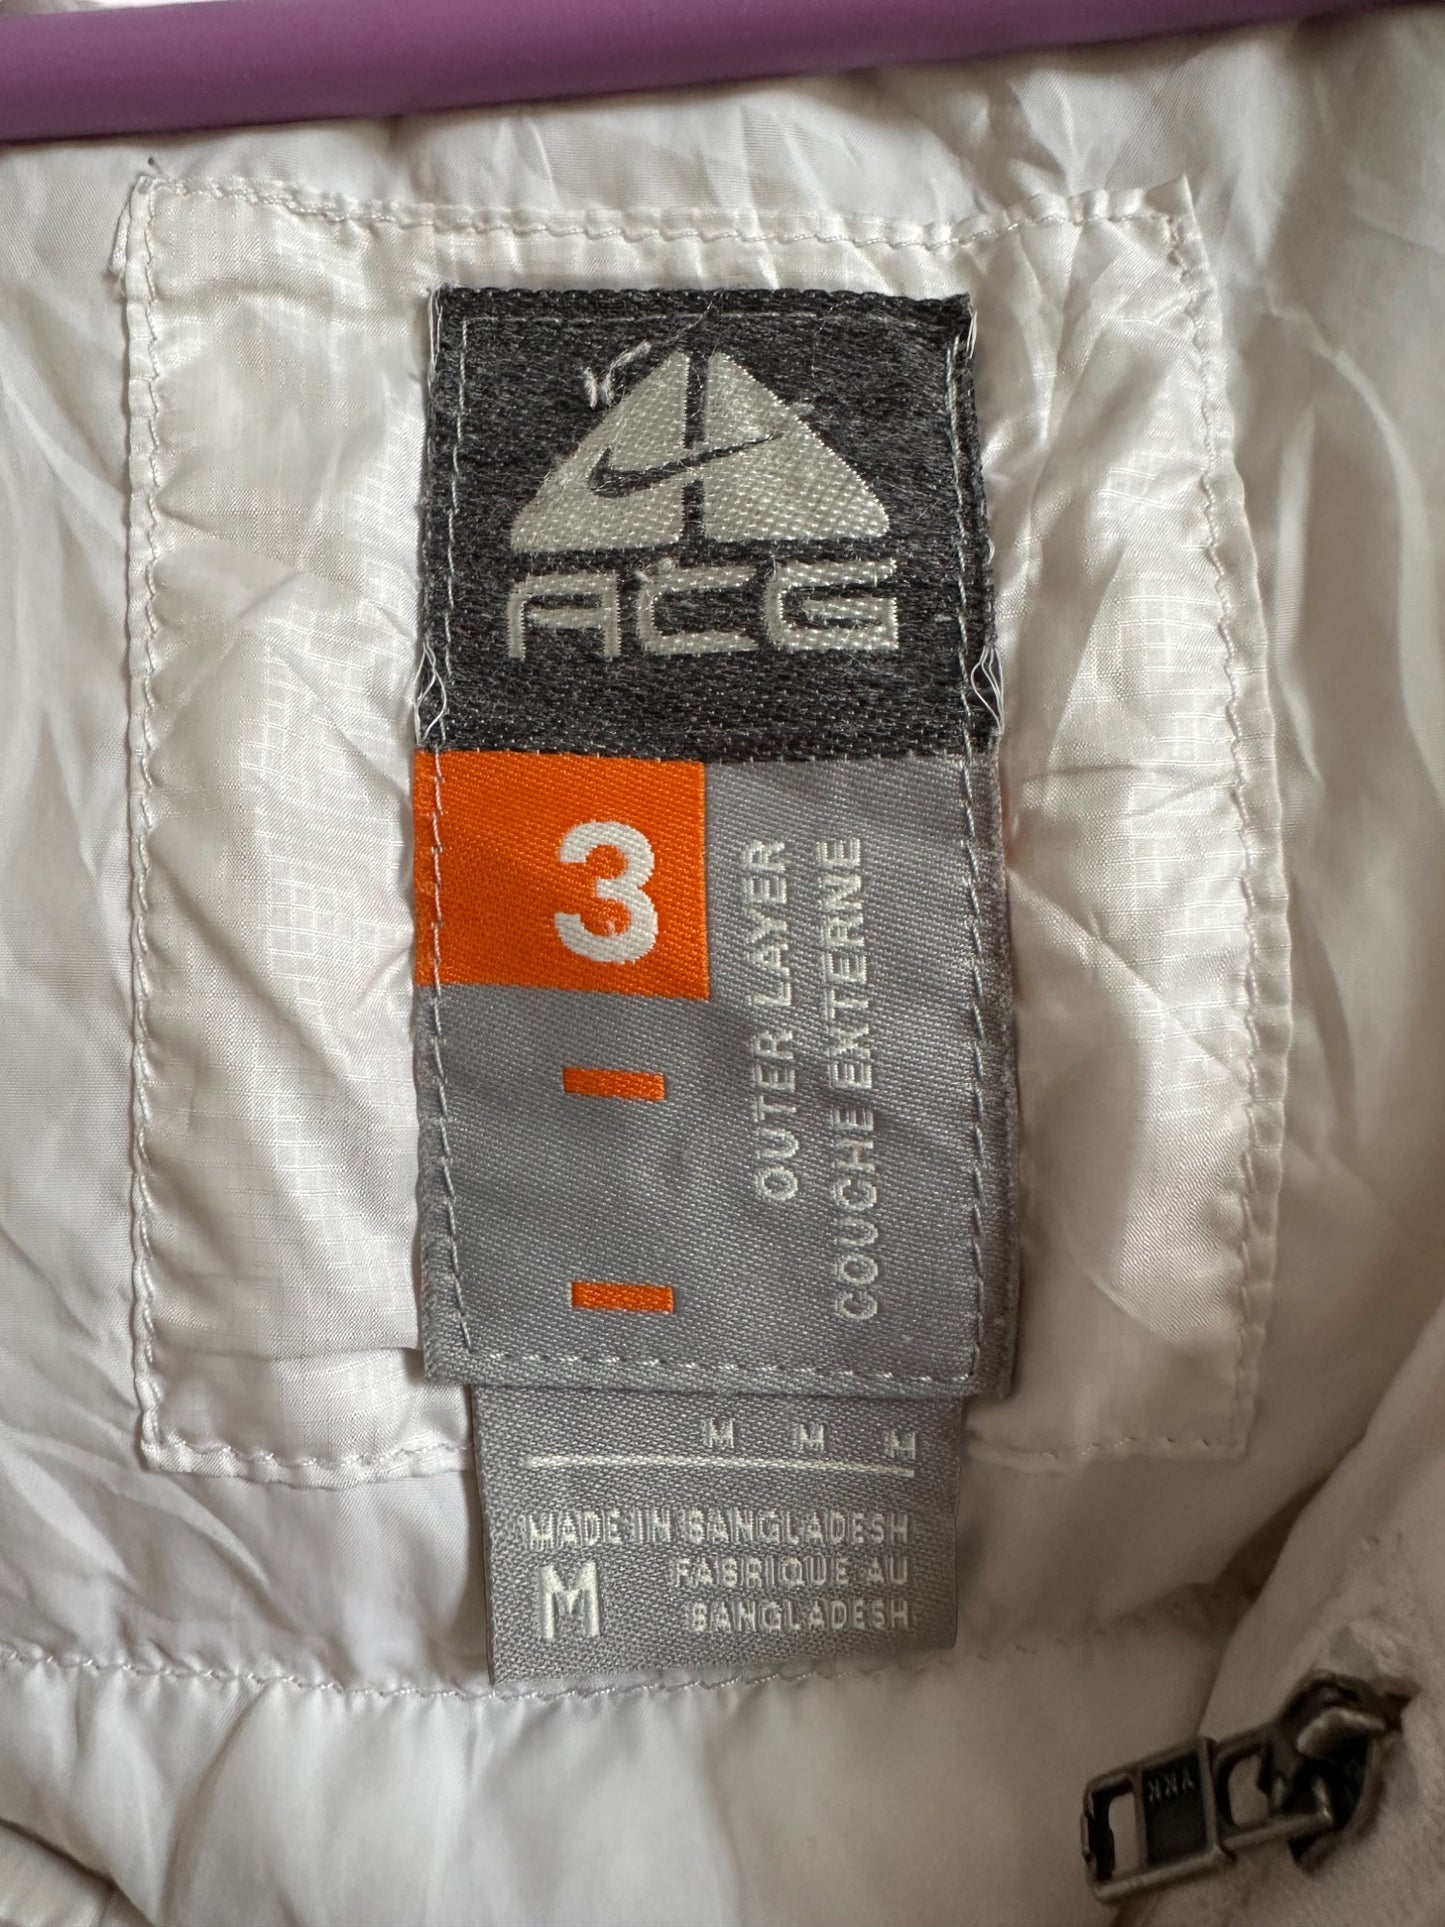 ACG
3
OUTER LAYER
COUCHE EXTERNE
M M M
MADE IN BANGLADESH
M FABRIQUE AU
BANGLADESH
YKK